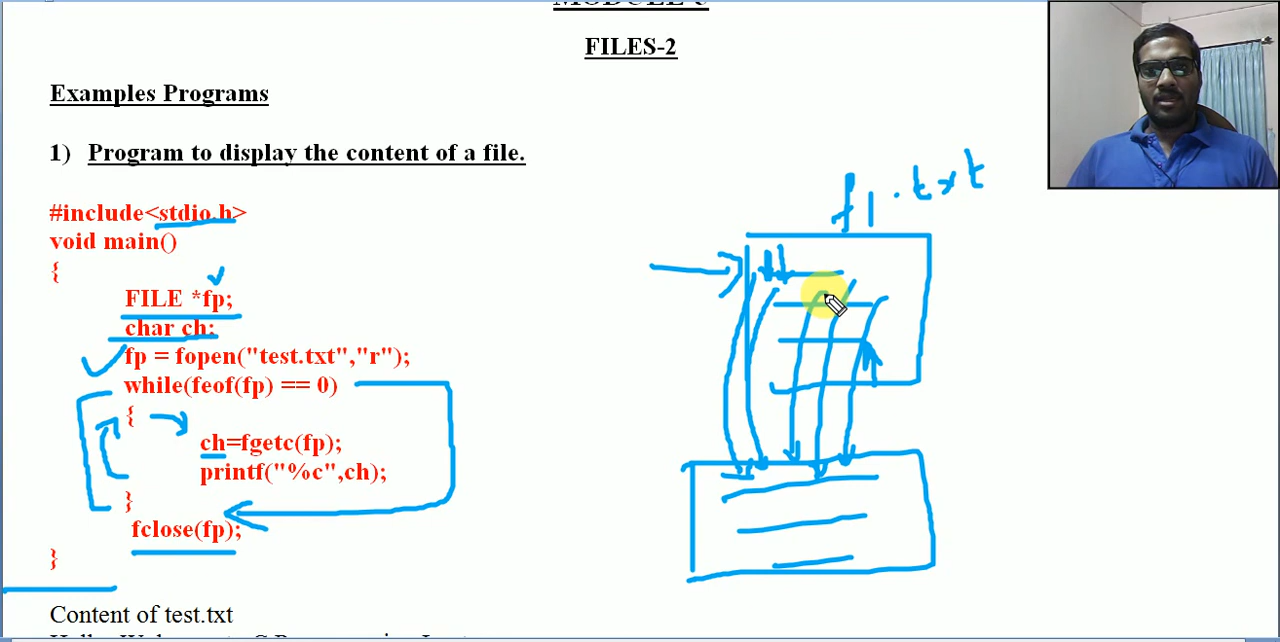 FILES-2
Examples Programs
1) Program to display the content of a file.
#include<stdio.h>
void main()
{
FILE *fp;
char ch;
fp = fopen("test.txt","r");
while(feof(fp) == 0)
{
ch=fgetc(fp);
printf("%c",ch);
}
fclose(fp);
}
f1.txt
Content of test.txt